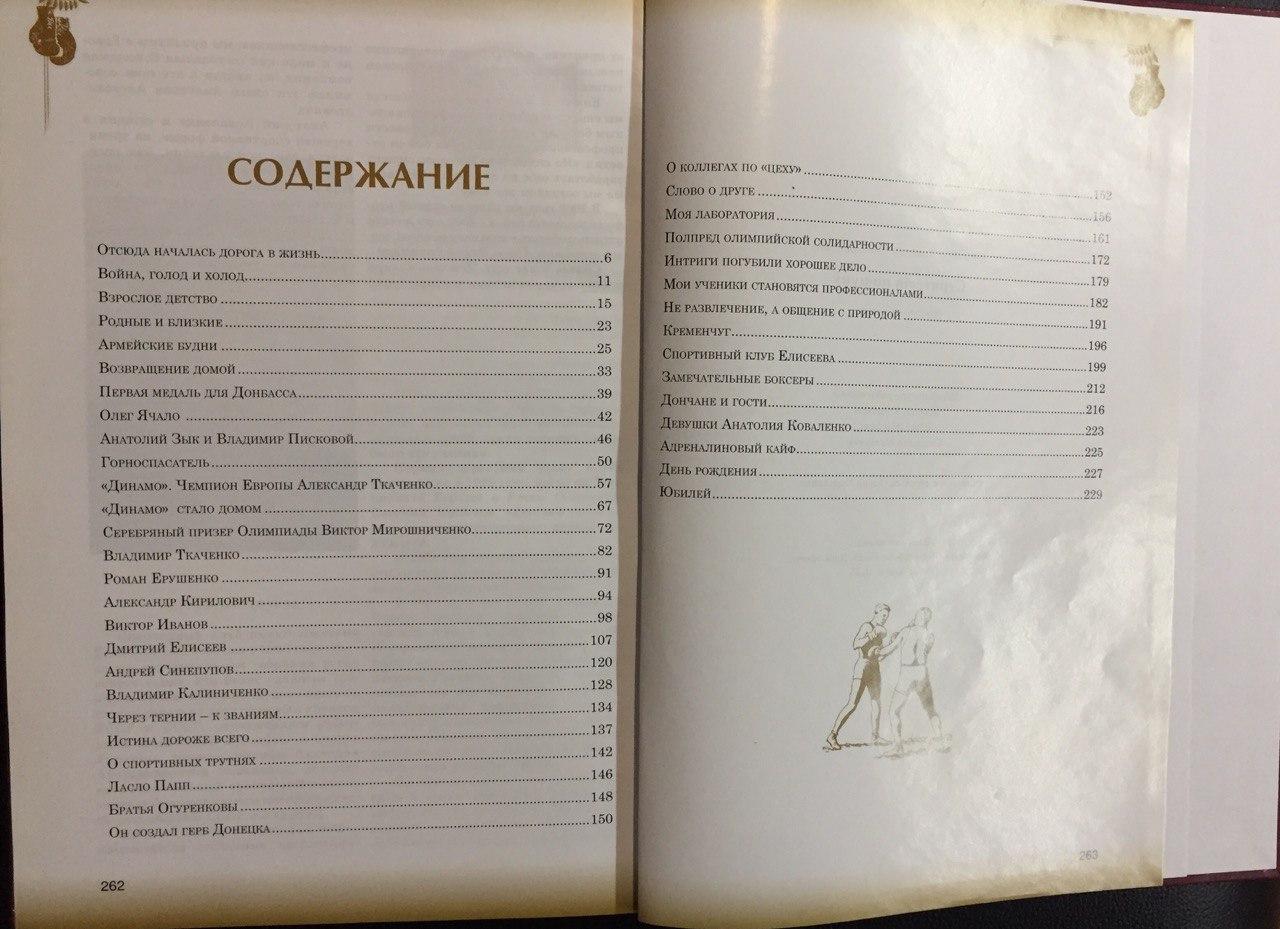 СОДЕРЖАНИЕ
Отсюда началась дорога в жизнь...6
Война, голод и холод...11
Взрослое детство...15
Родные и близкие...23
Армейские будни...25
Возвращение домой...33
Первая медаль для Донбасса...39
Олег Ячало...42
Анатолий Зык и Владимир Писковой...46
Горноспасатель...50
«Динамо». Чемпион Европы Александр Ткаченко...57
«Динамо» стало домом...67
Серебряный призер Олимпиады Виктор Мирошниченко...72
Владимир Ткаченко...82
Роман Ерушенко...91
Александр Кирилович...94
Виктор Иванов...98
Дмитрий Елисеев...107
Андрей Синепупов...120
Владимир Калиниченко...128
Через тернии – к званиям...134
Истина дороже всего...137
О спортивных трутнях...142
Ласло Папп...146
Братья Огуренковы...148
Он создал герб Донецка...150
262
О коллегах по «цеху»...152
Слово о друге...156
Моя лаборатория...161
Полпред олимпийской солидарности...172
Интриги погубили хорошее дело...179
Мои ученики становятся профессионалами...182
Не развлечение, а общение с природой...191
Кременчуг...196
Спортивный клуб Елисеева...199
Замечательные боксеры...212
Дончане и гости...216
Девушки Анатолия Коваленко...223
Адреналиновый кайф...225
День рождения...227
Юбилей...229
263